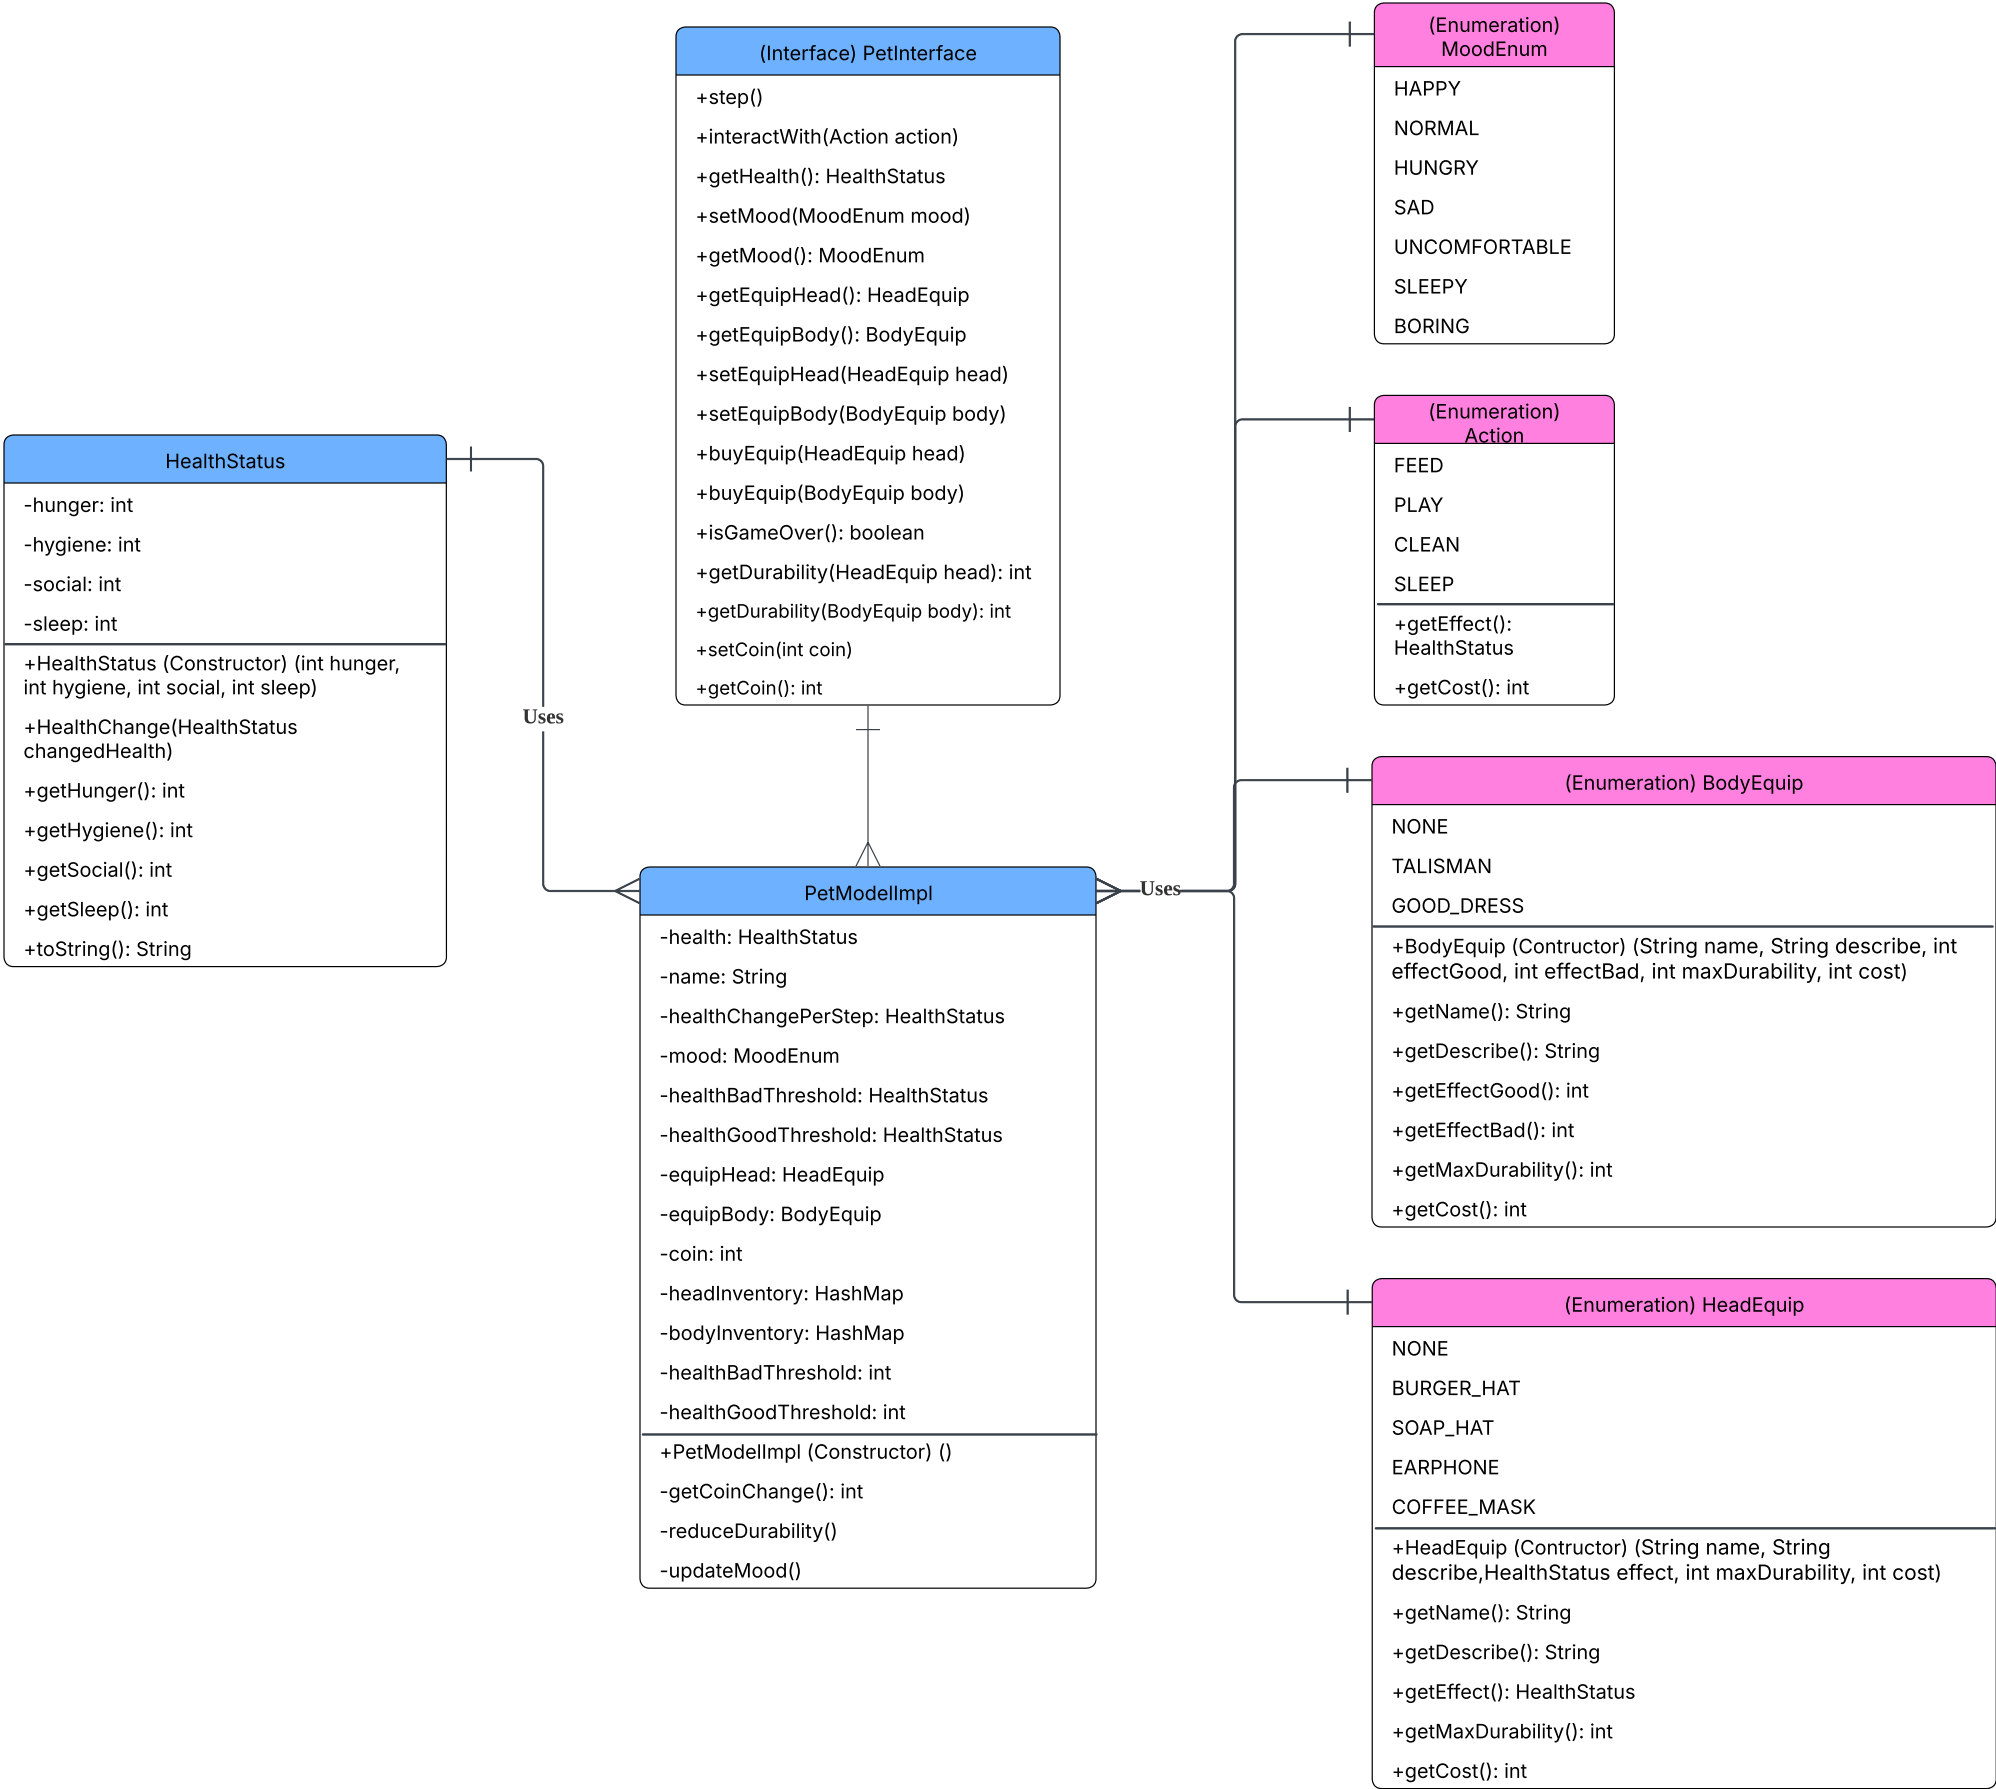 (Interface) PetInterface
+step()
+interactWith(Action action)
+getHealth(): HealthStatus
+setMood(MoodEnum mood)
+getMood(): MoodEnum
+getEquipHead(): HeadEquip
+getEquipBody(): BodyEquip
+setEquipHead(HeadEquip head)
+setEquipBody(BodyEquip body)
+buyEquip(HeadEquip head)
+buyEquip(BodyEquip body)
+isGameOver(): boolean
+getDurability(HeadEquip head): int
+getDurability(BodyEquip body): int
+setCoin(int coin)
+getCoin(): int
HealthStatus
-hunger: int
-hygiene: int
-social: int
-sleep: int
+HealthStatus (Constructor) (int hunger,
int hygiene, int social, int sleep)
+HealthChange(HealthStatus
changedHealth)
+getHunger(): int
+getHygiene(): int
+getSocial(): int
+getSleep(): int
+toString(): String
Uses
PetModelImpl
-health: HealthStatus
-name: String
-healthChangePerStep: HealthStatus
-mood: MoodEnum
-healthBadThreshold: HealthStatus
-healthGoodThreshold: HealthStatus
-equipHead: HeadEquip
-equipBody: BodyEquip
-coin: int
-headInventory: HashMap
-bodyInventory: HashMap
-healthBadThreshold: int
-healthGoodThreshold: int
+PetModelImpl (Constructor) ()
-getCoinChange(): int
-reduceDurability()
-updateMood()
Uses
(Enumeration)
MoodEnum
HAPPY
NORMAL
HUNGRY
SAD
UNCOMFORTABLE
SLEEPY
BORING
(Enumeration)
Action
FEED
PLAY
CLEAN
SLEEP
+getEffect():
HealthStatus
+getCost(): int
(Enumeration) BodyEquip
NONE
TALISMAN
GOOD_DRESS
+BodyEquip (Contructor) (String name, String describe, int
effectGood, int effectBad, int maxDurability, int cost)
+getName(): String
+getDescribe(): String
+getEffectGood(): int
+getEffectBad(): int
+getMaxDurability(): int
+getCost(): int
(Enumeration) HeadEquip
NONE
BURGER_HAT
SOAP_HAT
EARPHONE
COFFEE_MASK
+HeadEquip (Contructor) (String name, String
describe,HealthStatus effect, int maxDurability, int cost)
+getName(): String
+getDescribe(): String
+getEffect(): HealthStatus
+getMaxDurability(): int
+getCost(): int